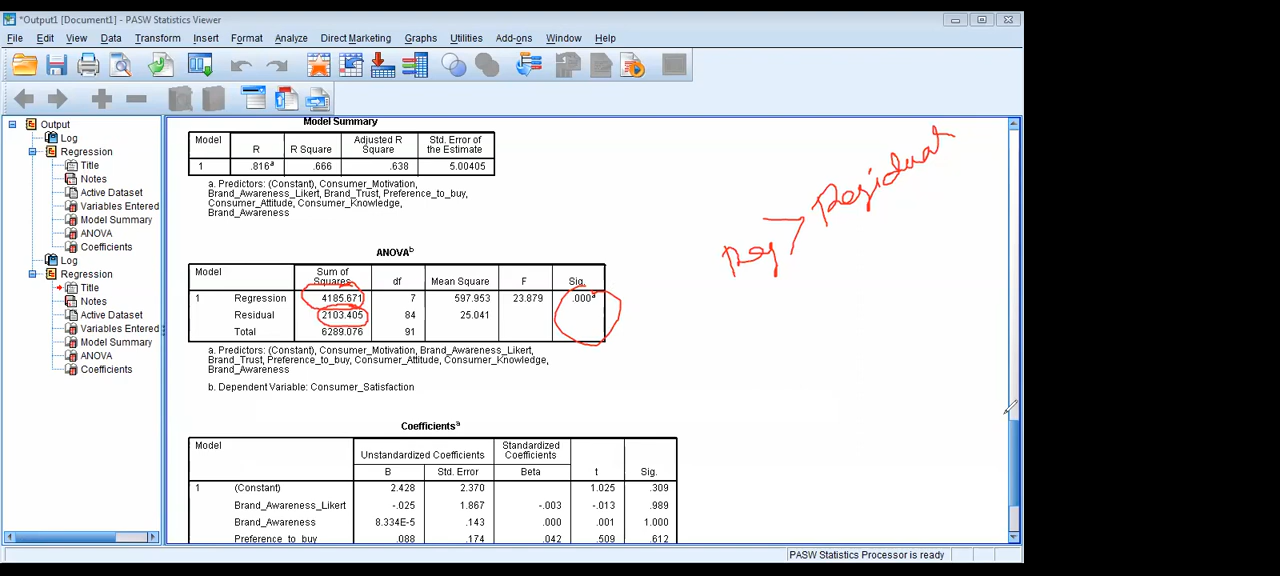 *Output1 [Document1] - PASW Statistics Viewer
File Edit View Data Transform Insert Format Analyze Direct Marketing Graphs Utilities Add-ons Window Help
Output
Log
Regression
Title
Notes
Active Dataset
Variables Entered
Model Summary
ANOVA
Coefficients
Log
Regression
Title
Notes
Active Dataset
Variables Entered
Model Summary
ANOVA
Coefficients
Model Summary
Model R R Square Adjusted R Square Std. Error of the Estimate
1 .816a .666 .638 5.00405
a. Predictors: (Constant), Consumer_Motivation,
Brand_Awareness_Likert, Brand_Trust, Preference_to_buy,
Consumer_Attitude, Consumer_Knowledge,
Brand_Awareness
ANOVAb
Model Sum of Squares df Mean Square F Sig.
1 Regression 4185.671 7 597.953 23.879 .000a
Residual 2103.405 84 25.041
Total 6289.076 91
a. Predictors: (Constant), Consumer_Motivation, Brand_Awareness_Likert,
Brand_Trust, Preference_to_buy, Consumer_Attitude, Consumer_Knowledge,
Brand_Awareness
b. Dependent Variable: Consumer_Satisfaction
Reg > Residual
Coefficientsa
Model Unstandardized Coefficients Standardized Coefficients
B Std. Error Beta t Sig.
1 (Constant) 2.428 2.370 1.025 .309
Brand_Awareness_Likert -.025 1.867 -.003 -.013 .989
Brand_Awareness 8.334E-5 .143 .000 .001 1.000
Preference_to_buy .088 .174 .042 .509 .612
PASW Statistics Processor is ready